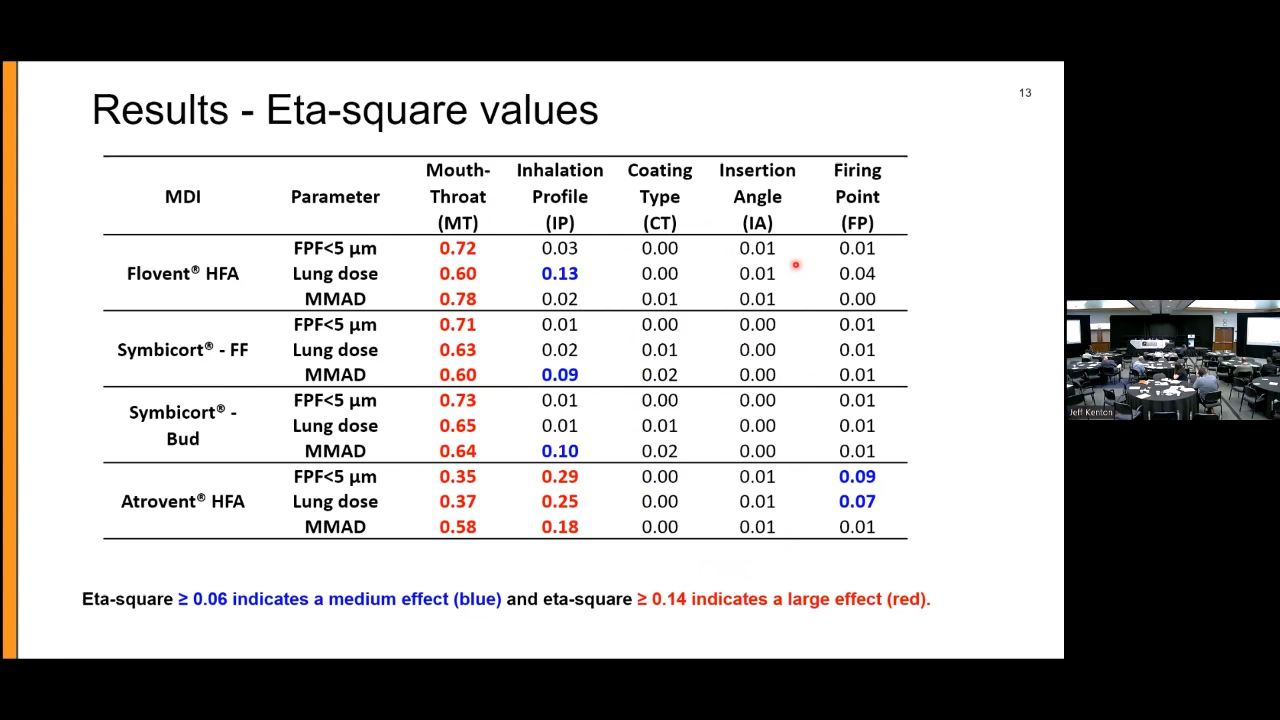 13
Results - Eta-square values
MDI Parameter Mouth-Throat (MT) Inhalation Profile (IP) Coating Type (CT) Insertion Angle (IA) Firing Point (FP)
Flovent® HFA
FPF<5 µm 0.72 0.03 0.00 0.01 0.01
Lung dose 0.60 0.13 0.00 0.01 0.04
MMAD 0.78 0.02 0.01 0.01 0.00
Symbicort® - FF
FPF<5 µm 0.71 0.01 0.00 0.00 0.01
Lung dose 0.63 0.02 0.01 0.00 0.01
MMAD 0.60 0.09 0.02 0.00 0.01
Symbicort® - Bud
FPF<5 µm 0.73 0.01 0.00 0.00 0.01
Lung dose 0.65 0.01 0.01 0.00 0.01
MMAD 0.64 0.10 0.02 0.00 0.01
Atrovent® HFA
FPF<5 µm 0.35 0.29 0.00 0.01 0.09
Lung dose 0.37 0.25 0.00 0.01 0.07
MMAD 0.58 0.18 0.00 0.01 0.01
Eta-square ≥ 0.06 indicates a medium effect (blue) and eta-square ≥ 0.14 indicates a large effect (red).
Jeff Kenton